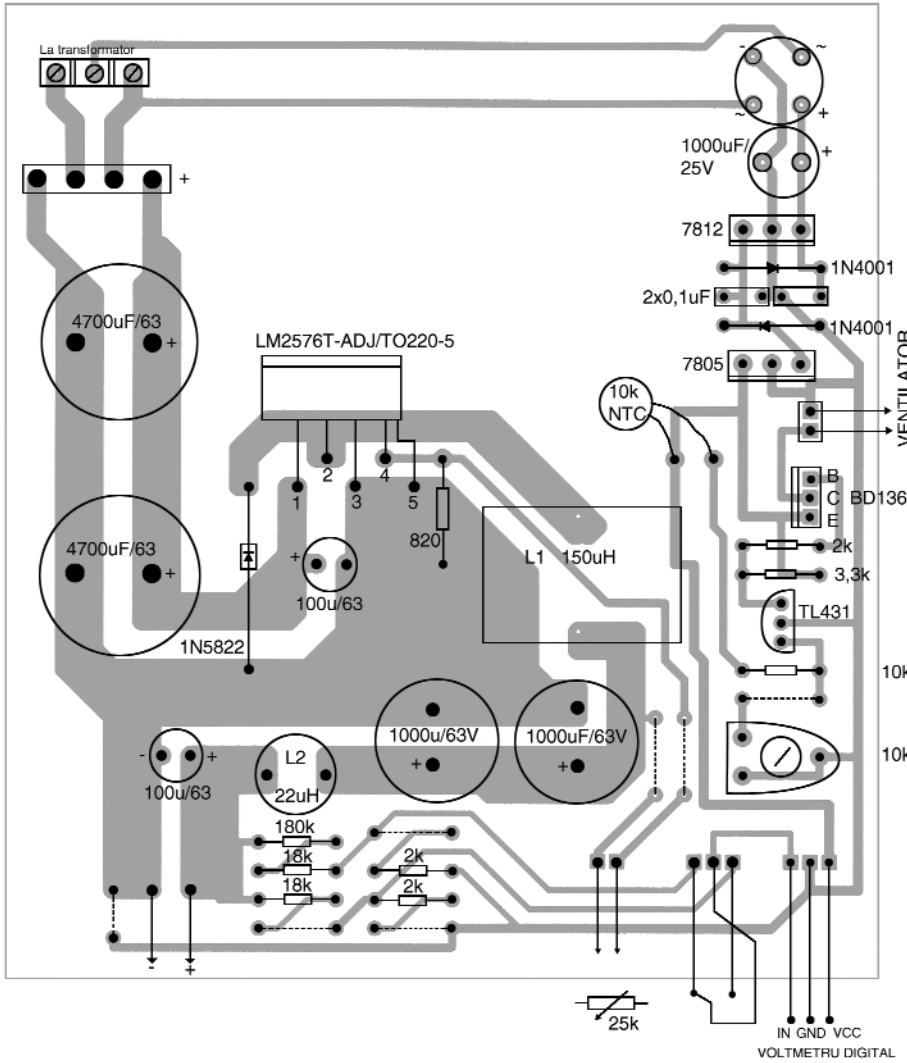 La transformator
-
~
~
+
1000uF/
25V
+
+
7812
1N4001
2x0,1uF
1N4001
4700uF/63
+
LM2576T-ADJ/TO220-5
7805
VENTILATOR
10k
NTC
2
4
1
3
5
B
C
BD136
E
820
4700uF/63
+
L1 150uH
2k
+
100u/63
3,3k
TL431
1N5822
10k
1000u/63V
+
1000uF/63V
+
-
+
100u/63
L2
22uH
10k
180k
18k
2k
18k
2k
-
+
25k
IN GND VCC
VOLTMETRU DIGITAL